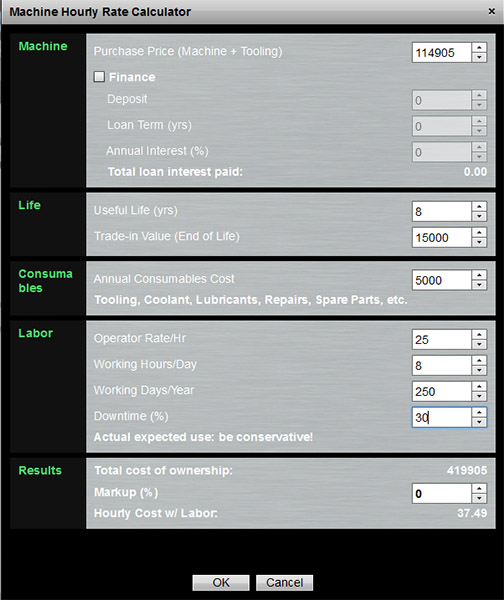 Machine Hourly Rate Calculator ×
Machine
Purchase Price (Machine + Tooling) 114905
Finance
Deposit 0
Loan Term (yrs) 0
Annual Interest (%) 0
Total loan interest paid: 0.00
Life
Useful Life (yrs) 8
Trade-in Value (End of Life) 15000
Consuma
bles
Annual Consumables Cost 5000
Tooling, Coolant, Lubricants, Repairs, Spare Parts, etc.
Labor
Operator Rate/Hr 25
Working Hours/Day 8
Working Days/Year 250
Downtime (%) 30
Actual expected use: be conservative!
Results
Total cost of ownership: 419905
Markup (%) 0
Hourly Cost w/ Labor: 37.49
OK Cancel